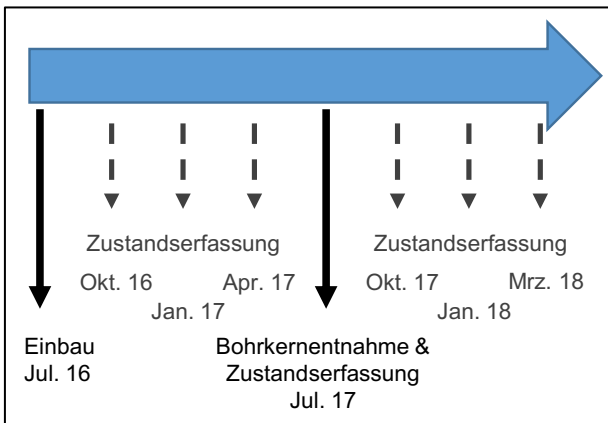 Zustandserfassung Zustandserfassung
Okt. 16 Apr. 17 Okt. 17 Mrz. 18
Jan. 17 Jan. 18
Einbau Bohrkernentnahme &
Jul. 16 Zustandserfassung
Jul. 17